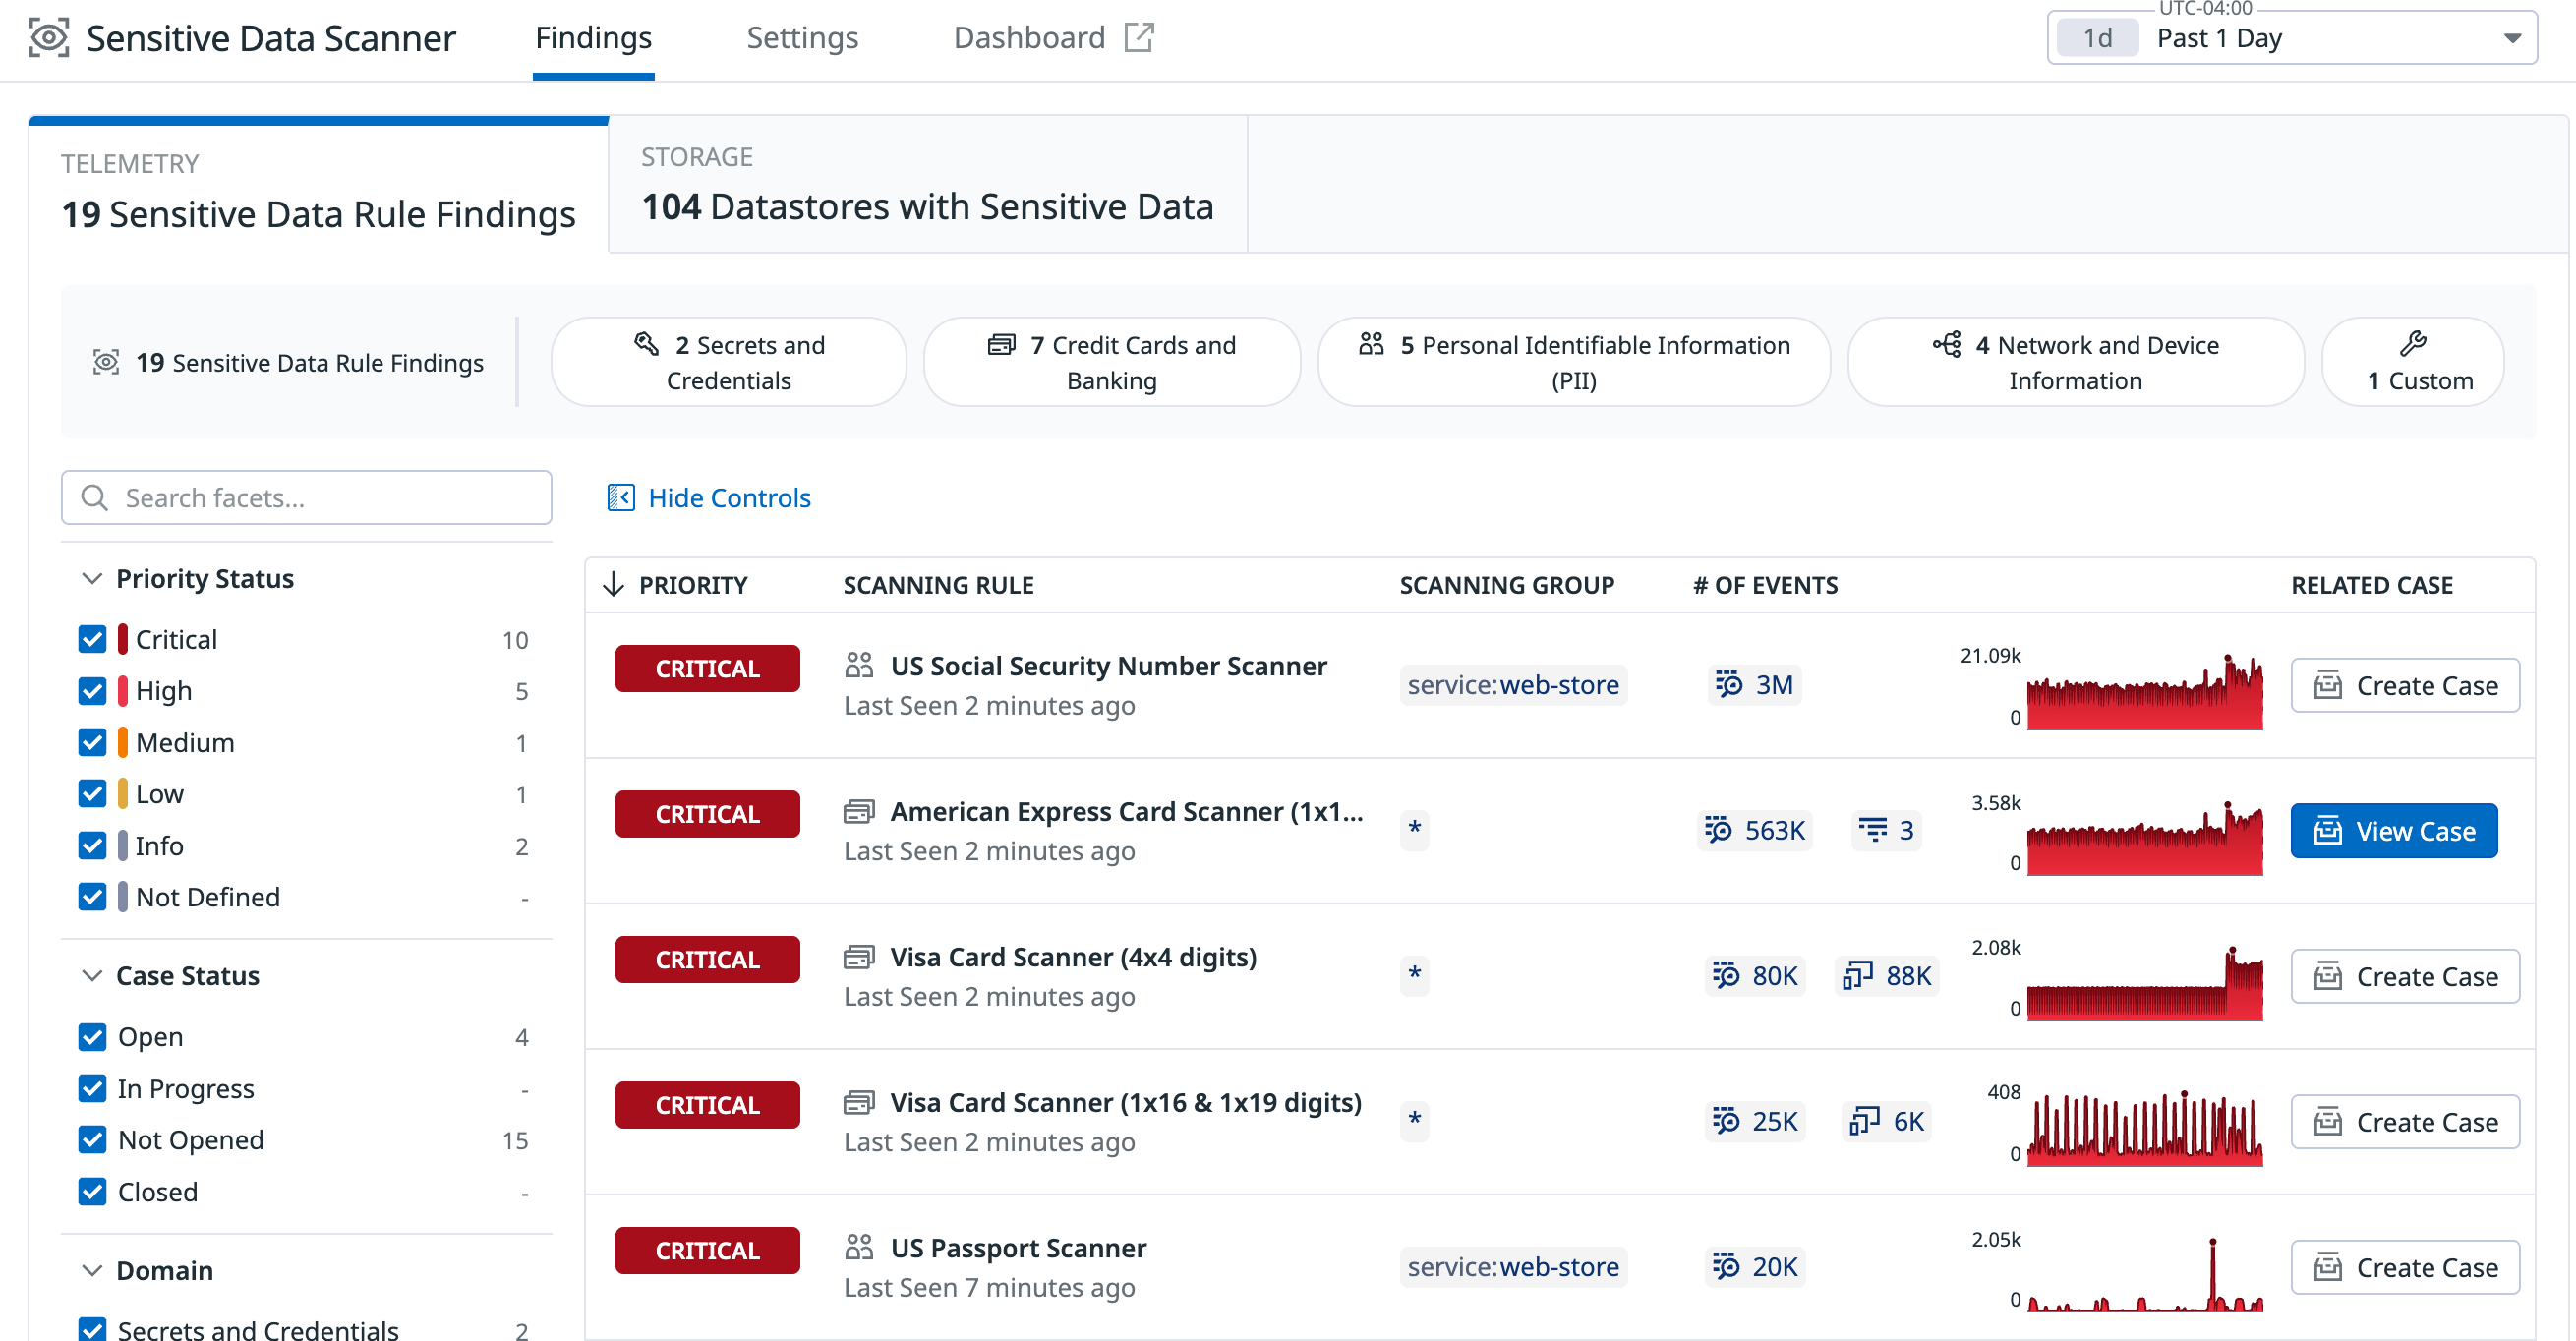 Sensitive Data Scanner
Findings
Settings
Dashboard
UTC-04:00
1d Past 1 Day
TELEMETRY
19 Sensitive Data Rule Findings
STORAGE
104 Datastores with Sensitive Data
19 Sensitive Data Rule Findings
2 Secrets and
Credentials
7 Credit Cards and
Banking
5 Personal Identifiable Information
(PII)
4 Network and Device
Information
1 Custom
Search facets...
Hide Controls
Priority Status
Critical 10
High 5
Medium 1
Low 1
Info 2
Not Defined -
Case Status
Open 4
In Progress -
Not Opened 15
Closed -
Domain
Secrets and Credentials 2
PRIORITY SCANNING RULE SCANNING GROUP # OF EVENTS RELATED CASE
CRITICAL
US Social Security Number Scanner
Last Seen 2 minutes ago
service:web-store
3M
21.09k
0
Create Case
CRITICAL
American Express Card Scanner (1x1...
Last Seen 2 minutes ago
*
563K
3
3.58k
0
View Case
CRITICAL
Visa Card Scanner (4x4 digits)
Last Seen 2 minutes ago
*
80K
88K
2.08k
0
Create Case
CRITICAL
Visa Card Scanner (1x16 & 1x19 digits)
Last Seen 2 minutes ago
*
25K
6K
408
0
Create Case
CRITICAL
US Passport Scanner
Last Seen 7 minutes ago
service:web-store
20K
2.05k
0
Create Case